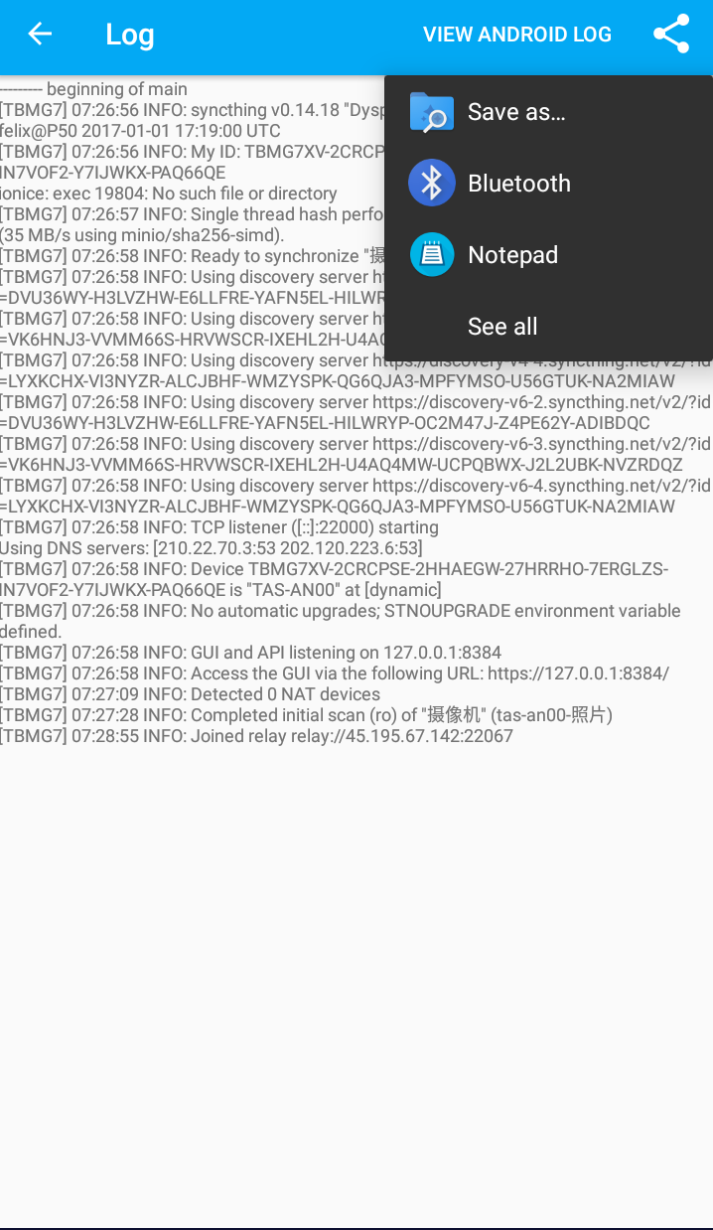 Log
VIEW ANDROID LOG
Save as...
Bluetooth
Notepad
See all
--------- beginning of main
[TBMG7] 07:26:56 INFO: syncthing v0.14.18 "Dysp
felix@P50 2017-01-01 17:19:00 UTC
[TBMG7] 07:26:56 INFO: My ID: TBMG7XV-2CRCP
IN7VOF2-Y7IJWKX-PAQ66QE
ionice: exec 19804: No such file or directory
[TBMG7] 07:26:57 INFO: Single thread hash perfo
(35 MB/s using minio/sha256-simd).
[TBMG7] 07:26:58 INFO: Ready to synchronize "摄
[TBMG7] 07:26:58 INFO: Using discovery server ht
=DVU36WY-H3LVZHW-E6LLFRE-YAFN5EL-HILWR
[TBMG7] 07:26:58 INFO: Using discovery server ht
=VK6HNJ3-VVMM66S-HRVWSCR-IXEHL2H-U4AQ
[TBMG7] 07:26:58 INFO: Using discovery server https://discovery-v4-4.syncthing.net/v2/?id
=LYXKCHX-VI3NYZR-ALCJBHF-WMZYSPK-QG6QJA3-MPFYMSO-U56GTUK-NA2MIAW
[TBMG7] 07:26:58 INFO: Using discovery server https://discovery-v6-2.syncthing.net/v2/?id
=DVU36WY-H3LVZHW-E6LLFRE-YAFN5EL-HILWRYP-OC2M47J-Z4PE62Y-ADIBDQC
[TBMG7] 07:26:58 INFO: Using discovery server https://discovery-v6-3.syncthing.net/v2/?id
=VK6HNJ3-VVMM66S-HRVWSCR-IXEHL2H-U4AQ4MW-UCPQBWX-J2L2UBK-NVZRDQZ
[TBMG7] 07:26:58 INFO: Using discovery server https://discovery-v6-4.syncthing.net/v2/?id
=LYXKCHX-VI3NYZR-ALCJBHF-WMZYSPK-QG6QJA3-MPFYMSO-U56GTUK-NA2MIAW
[TBMG7] 07:26:58 INFO: TCP listener ([::]:22000) starting
Using DNS servers: [210.22.70.3:53 202.120.223.6:53]
[TBMG7] 07:26:58 INFO: Device TBMG7XV-2CRCPSE-2HHAEGW-27HRRHO-7ERGLZS-
IN7VOF2-Y7IJWKX-PAQ66QE is "TAS-AN00" at [dynamic]
[TBMG7] 07:26:58 INFO: No automatic upgrades; STNOUPGRADE environment variable
defined.
[TBMG7] 07:26:58 INFO: GUI and API listening on 127.0.0.1:8384
[TBMG7] 07:26:58 INFO: Access the GUI via the following URL: https://127.0.0.1:8384/
[TBMG7] 07:27:09 INFO: Detected 0 NAT devices
[TBMG7] 07:27:28 INFO: Completed initial scan (ro) of "摄像机" (tas-an00-照片)
[TBMG7] 07:28:55 INFO: Joined relay relay://45.195.67.142:22067